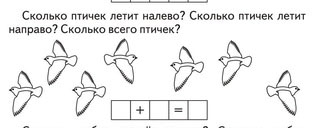 Сколько птичек летит налево? Сколько птичек летит
направо? Сколько всего птичек?
+ =